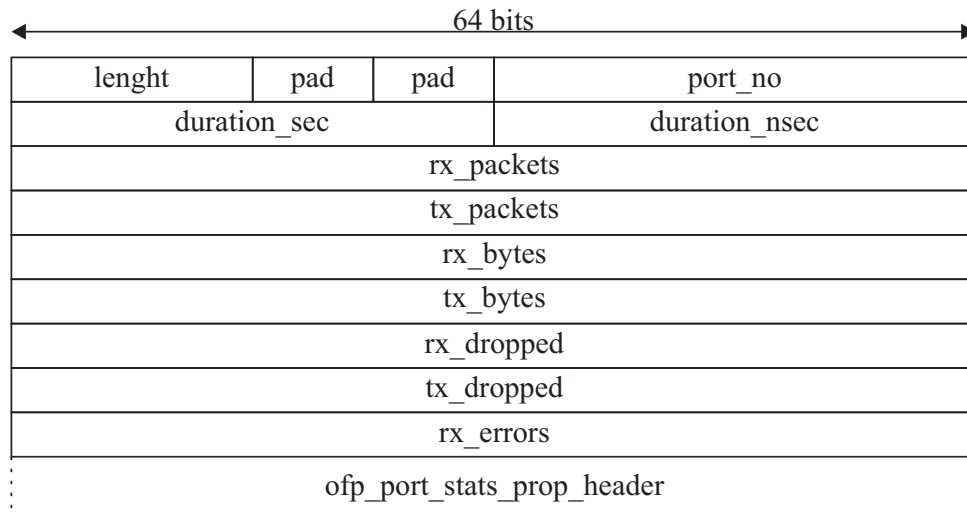 64 bits
lenght pad pad port_no
duration_sec duration_nsec
rx_packets
tx_packets
rx_bytes
tx_bytes
rx_dropped
tx_dropped
rx_errors
ofp_port_stats_prop_header